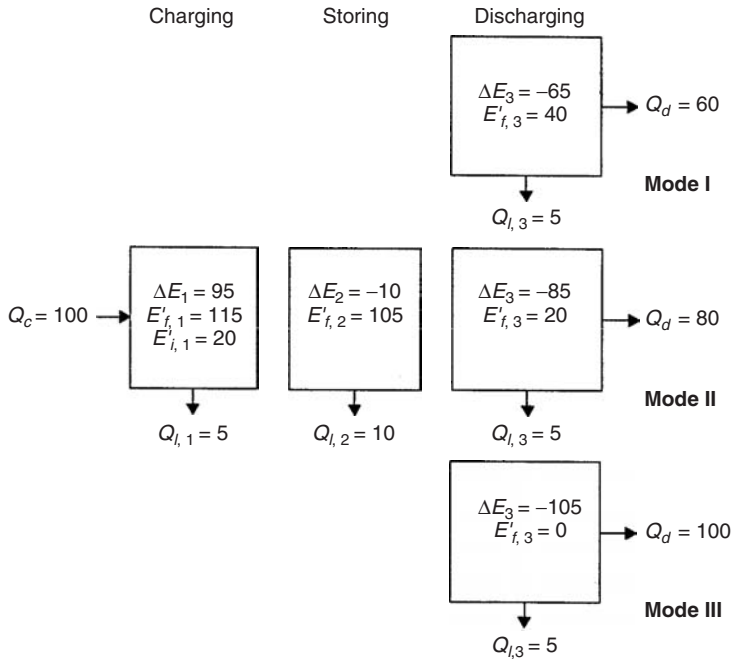 Charging Storing Discharging
ΔE3 = −65
E′f, 3 = 40
Qd = 60
Mode I
Ql, 3 = 5
Qc = 100
ΔE1 = 95
E′f, 1 = 115
E′i, 1 = 20
ΔE2 = −10
E′f, 2 = 105
ΔE3 = −85
E′f, 3 = 20
Qd = 80
Mode II
Ql, 1 = 5
Ql, 2 = 10
Ql, 3 = 5
ΔE3 = −105
E′f, 3 = 0
Qd = 100
Mode III
Ql,3 = 5